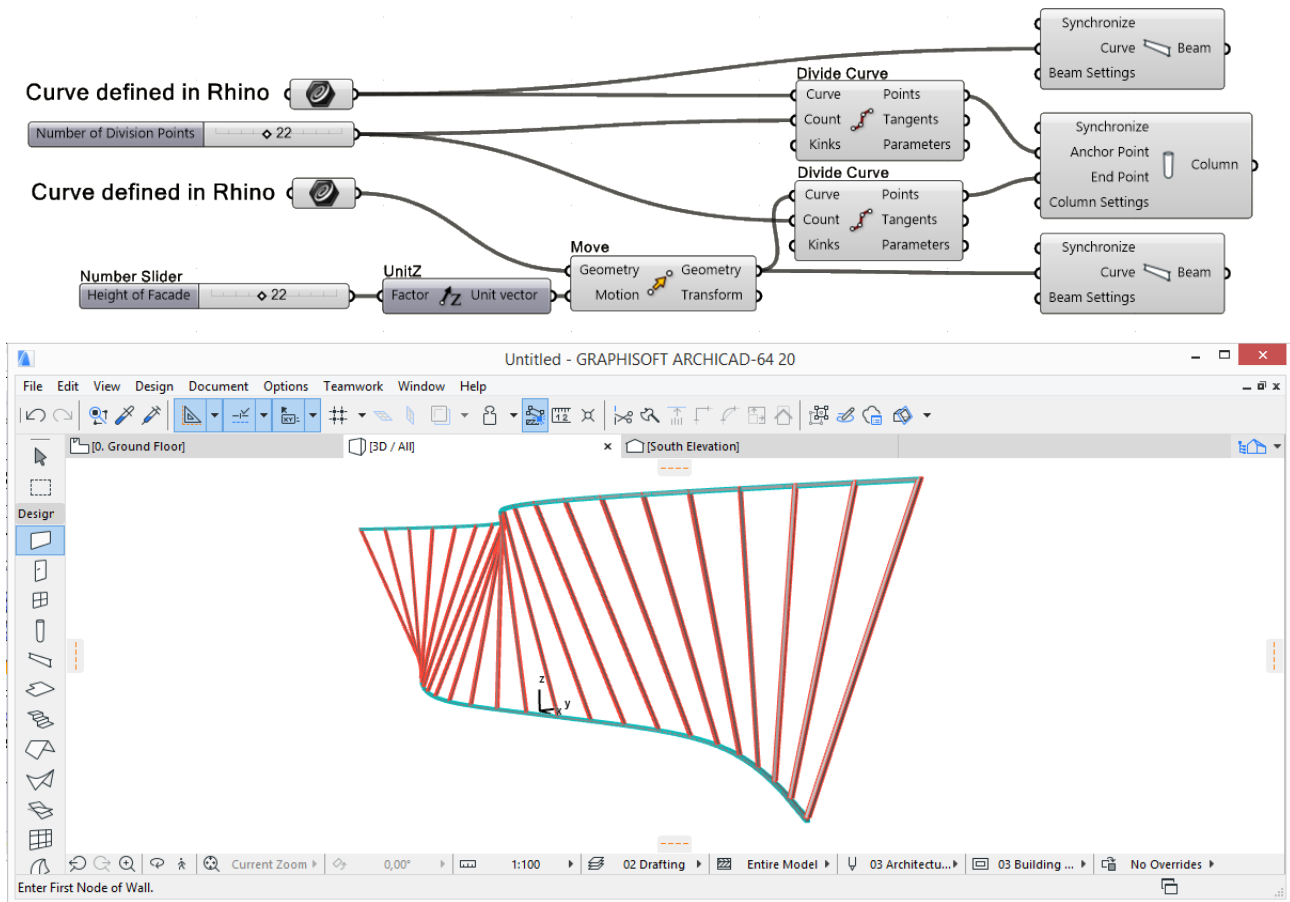 Synchronize
Curve Beam
Beam Settings
Curve defined in Rhino
Number of Division Points 22
Divide Curve
Curve Points
Count Tangents
Kinks Parameters
Synchronize
Anchor Point
End Point
Column
Column Settings
Curve defined in Rhino
Divide Curve
Curve Points
Count Tangents
Kinks Parameters
Number Slider
Height of Facade 22
UnitZ
Factor Z Unit vector
Move
Geometry Geometry
Motion Transform
Synchronize
Curve Beam
Beam Settings
Untitled - GRAPHISOFT ARCHICAD-64 20
File Edit View Design Document Options Teamwork Window Help
XY:
1 2
[0. Ground Floor] [3D / All] [South Elevation]
Design
z
y
x
Current Zoom 0,00° 1:100 02 Drafting Entire Model 03 Architectu... 03 Building ... No Overrides
Enter First Node of Wall.